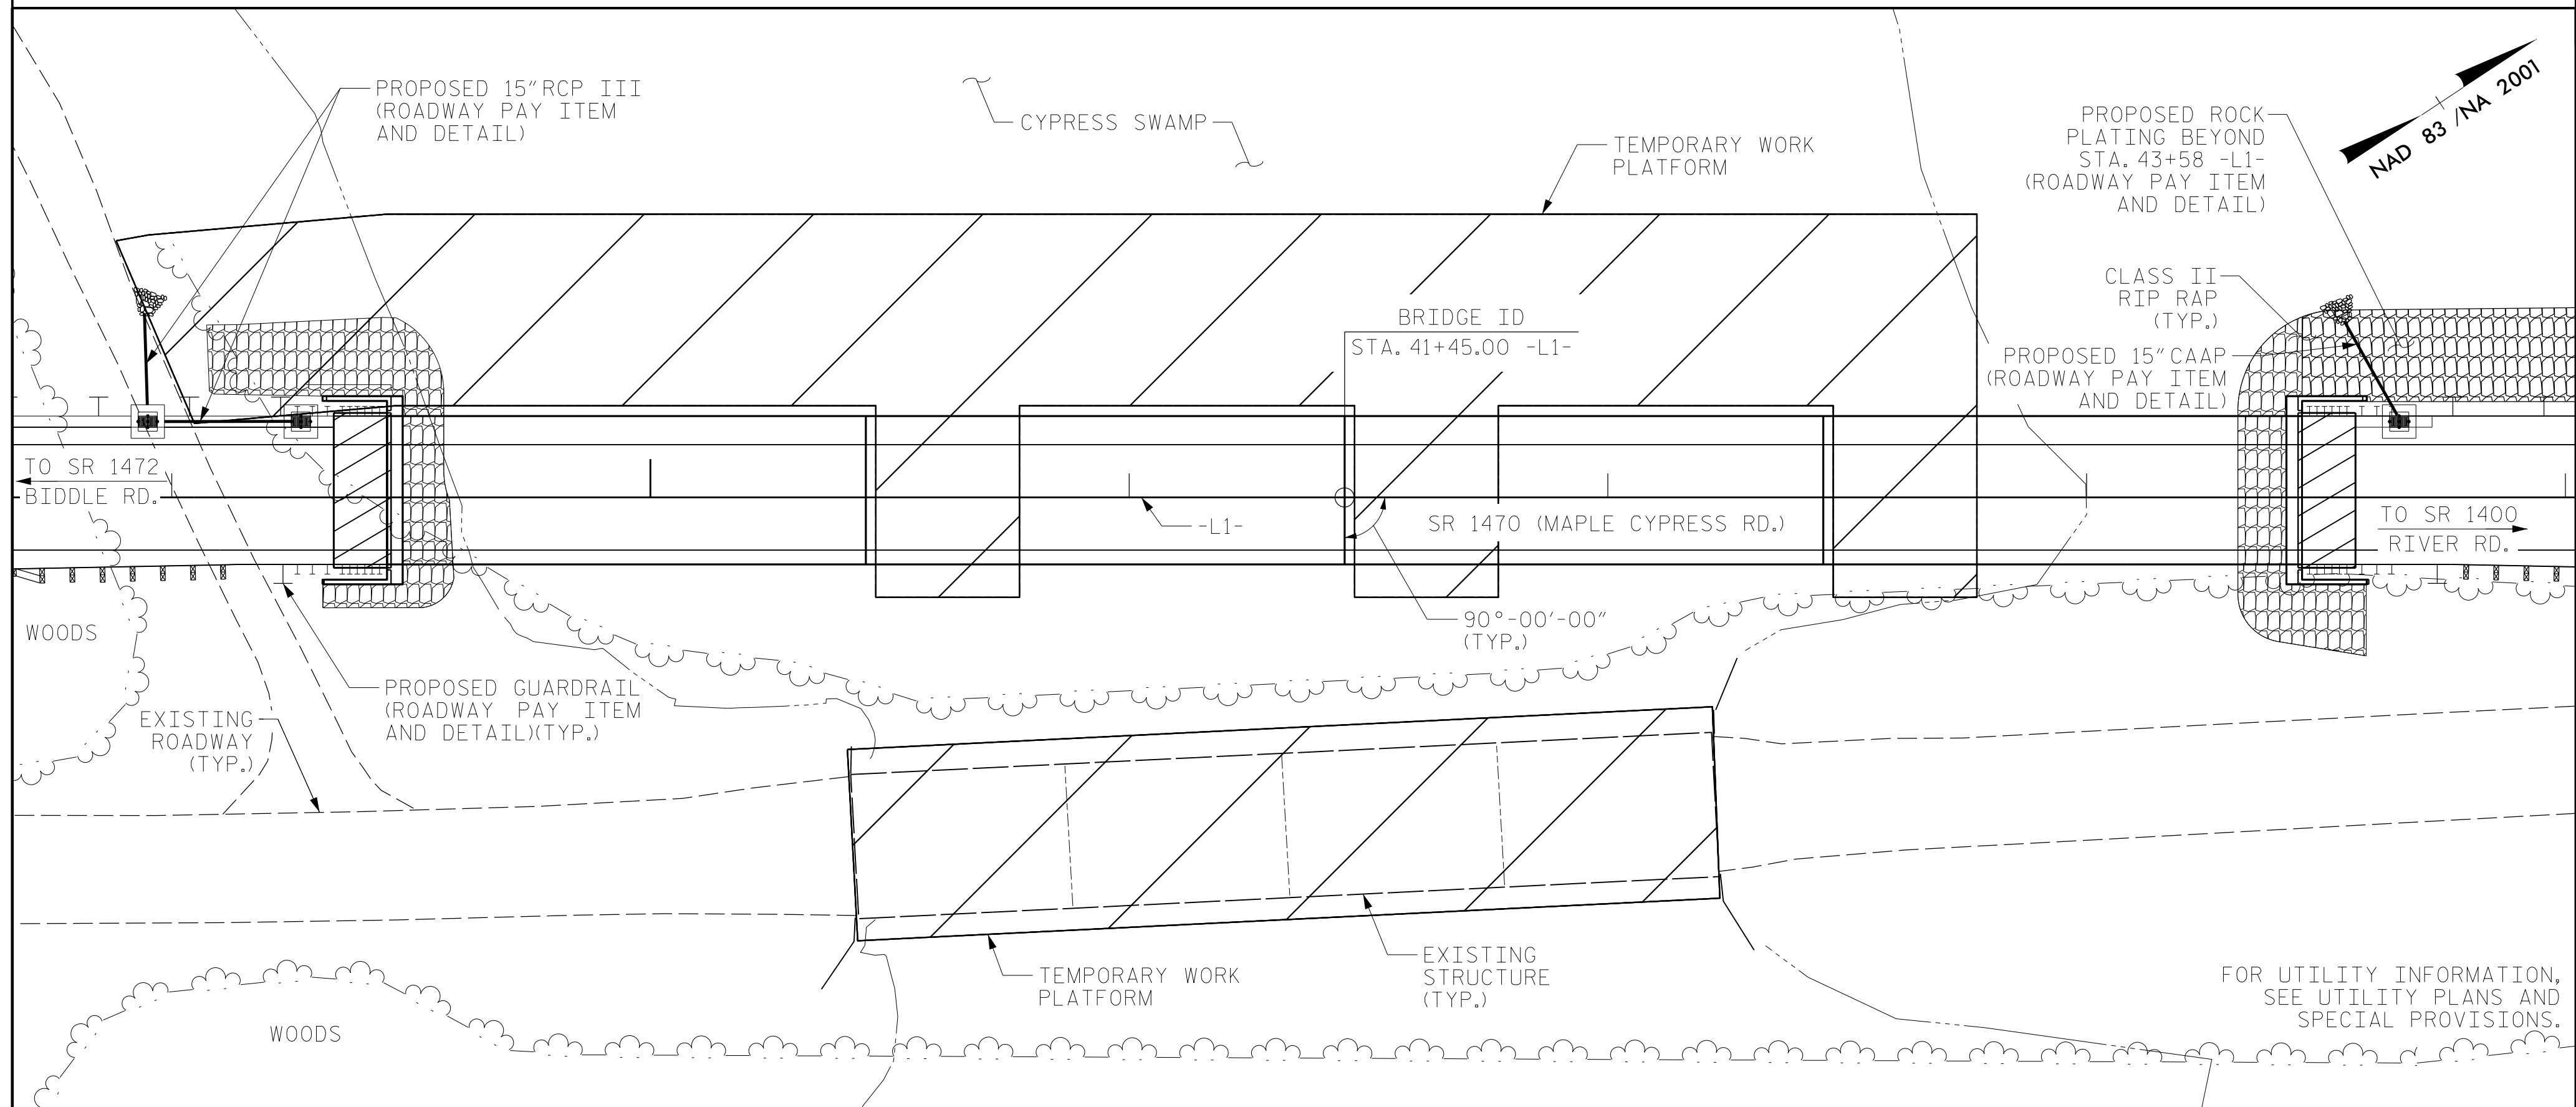 PROPOSED 15"RCP III
(ROADWAY PAY ITEM
AND DETAIL)
CYPRESS SWAMP
TEMPORARY WORK
PLATFORM
PROPOSED ROCK
PLATING BEYOND
STA. 43+58 -L1-
(ROADWAY PAY ITEM
AND DETAIL)
NAD 83 /NA 2001
CLASS II
RIP RAP
(TYP.)
BRIDGE ID
STA. 41+45.00 -L1-
PROPOSED 15"CAAP
(ROADWAY PAY ITEM
AND DETAIL)
TO SR 1472
BIDDLE RD.
-L1-
SR 1470 (MAPLE CYPRESS RD.)
TO SR 1400
RIVER RD.
90°-00'-00"
(TYP.)
WOODS
PROPOSED GUARDRAIL
(ROADWAY PAY ITEM
AND DETAIL)(TYP.)
EXISTING
ROADWAY
(TYP.)
TEMPORARY WORK
PLATFORM
EXISTING
STRUCTURE
(TYP.)
WOODS
FOR UTILITY INFORMATION,
SEE UTILITY PLANS AND
SPECIAL PROVISIONS.